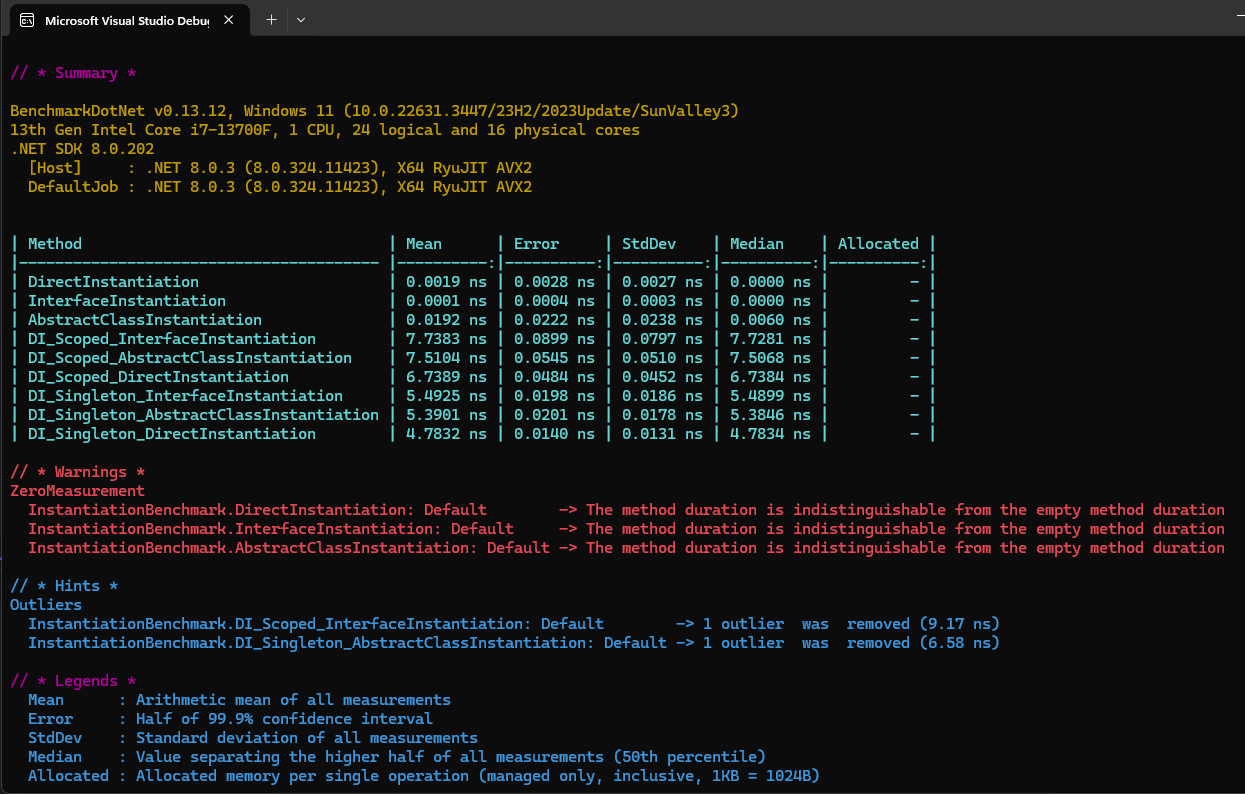 Microsoft Visual Studio Debu
// * Summary *
BenchmarkDotNet v0.13.12, Windows 11 (10.0.22631.3447/23H2/2023Update/SunValley3)
13th Gen Intel Core i7-13700F, 1 CPU, 24 logical and 16 physical cores
.NET SDK 8.0.202
  [Host]     : .NET 8.0.3 (8.0.324.11423), X64 RyuJIT AVX2
  DefaultJob : .NET 8.0.3 (8.0.324.11423), X64 RyuJIT AVX2
| Method                                 | Mean      | Error     | StdDev    | Median    | Allocated |
|--------------------------------------- |----------:|----------:|----------:|----------:|----------:|
| DirectInstantiation                    | 0.0019 ns | 0.0028 ns | 0.0027 ns | 0.0000 ns |         - |
| InterfaceInstantiation                 | 0.0001 ns | 0.0004 ns | 0.0003 ns | 0.0000 ns |         - |
| AbstractClassInstantiation             | 0.0192 ns | 0.0222 ns | 0.0238 ns | 0.0060 ns |         - |
| DI_Scoped_InterfaceInstantiation       | 7.7383 ns | 0.0899 ns | 0.0797 ns | 7.7281 ns |         - |
| DI_Scoped_AbstractClassInstantiation   | 7.5104 ns | 0.0545 ns | 0.0510 ns | 7.5068 ns |         - |
| DI_Scoped_DirectInstantiation          | 6.7389 ns | 0.0484 ns | 0.0452 ns | 6.7384 ns |         - |
| DI_Singleton_InterfaceInstantiation    | 5.4925 ns | 0.0198 ns | 0.0186 ns | 5.4899 ns |         - |
| DI_Singleton_AbstractClassInstantiation | 5.3901 ns | 0.0201 ns | 0.0178 ns | 5.3846 ns |         - |
| DI_Singleton_DirectInstantiation       | 4.7832 ns | 0.0140 ns | 0.0131 ns | 4.7834 ns |         - |
// * Warnings *
ZeroMeasurement
  InstantiationBenchmark.DirectInstantiation: Default        -> The method duration is indistinguishable from the empty method duration
  InstantiationBenchmark.InterfaceInstantiation: Default     -> The method duration is indistinguishable from the empty method duration
  InstantiationBenchmark.AbstractClassInstantiation: Default -> The method duration is indistinguishable from the empty method duration
// * Hints *
Outliers
  InstantiationBenchmark.DI_Scoped_InterfaceInstantiation: Default        -> 1 outlier  was  removed (9.17 ns)
  InstantiationBenchmark.DI_Singleton_AbstractClassInstantiation: Default -> 1 outlier  was  removed (6.58 ns)
// * Legends *
  Mean      : Arithmetic mean of all measurements
  Error     : Half of 99.9% confidence interval
  StdDev    : Standard deviation of all measurements
  Median    : Value separating the higher half of all measurements (50th percentile)
  Allocated : Allocated memory per single operation (managed only, inclusive, 1KB = 1024B)